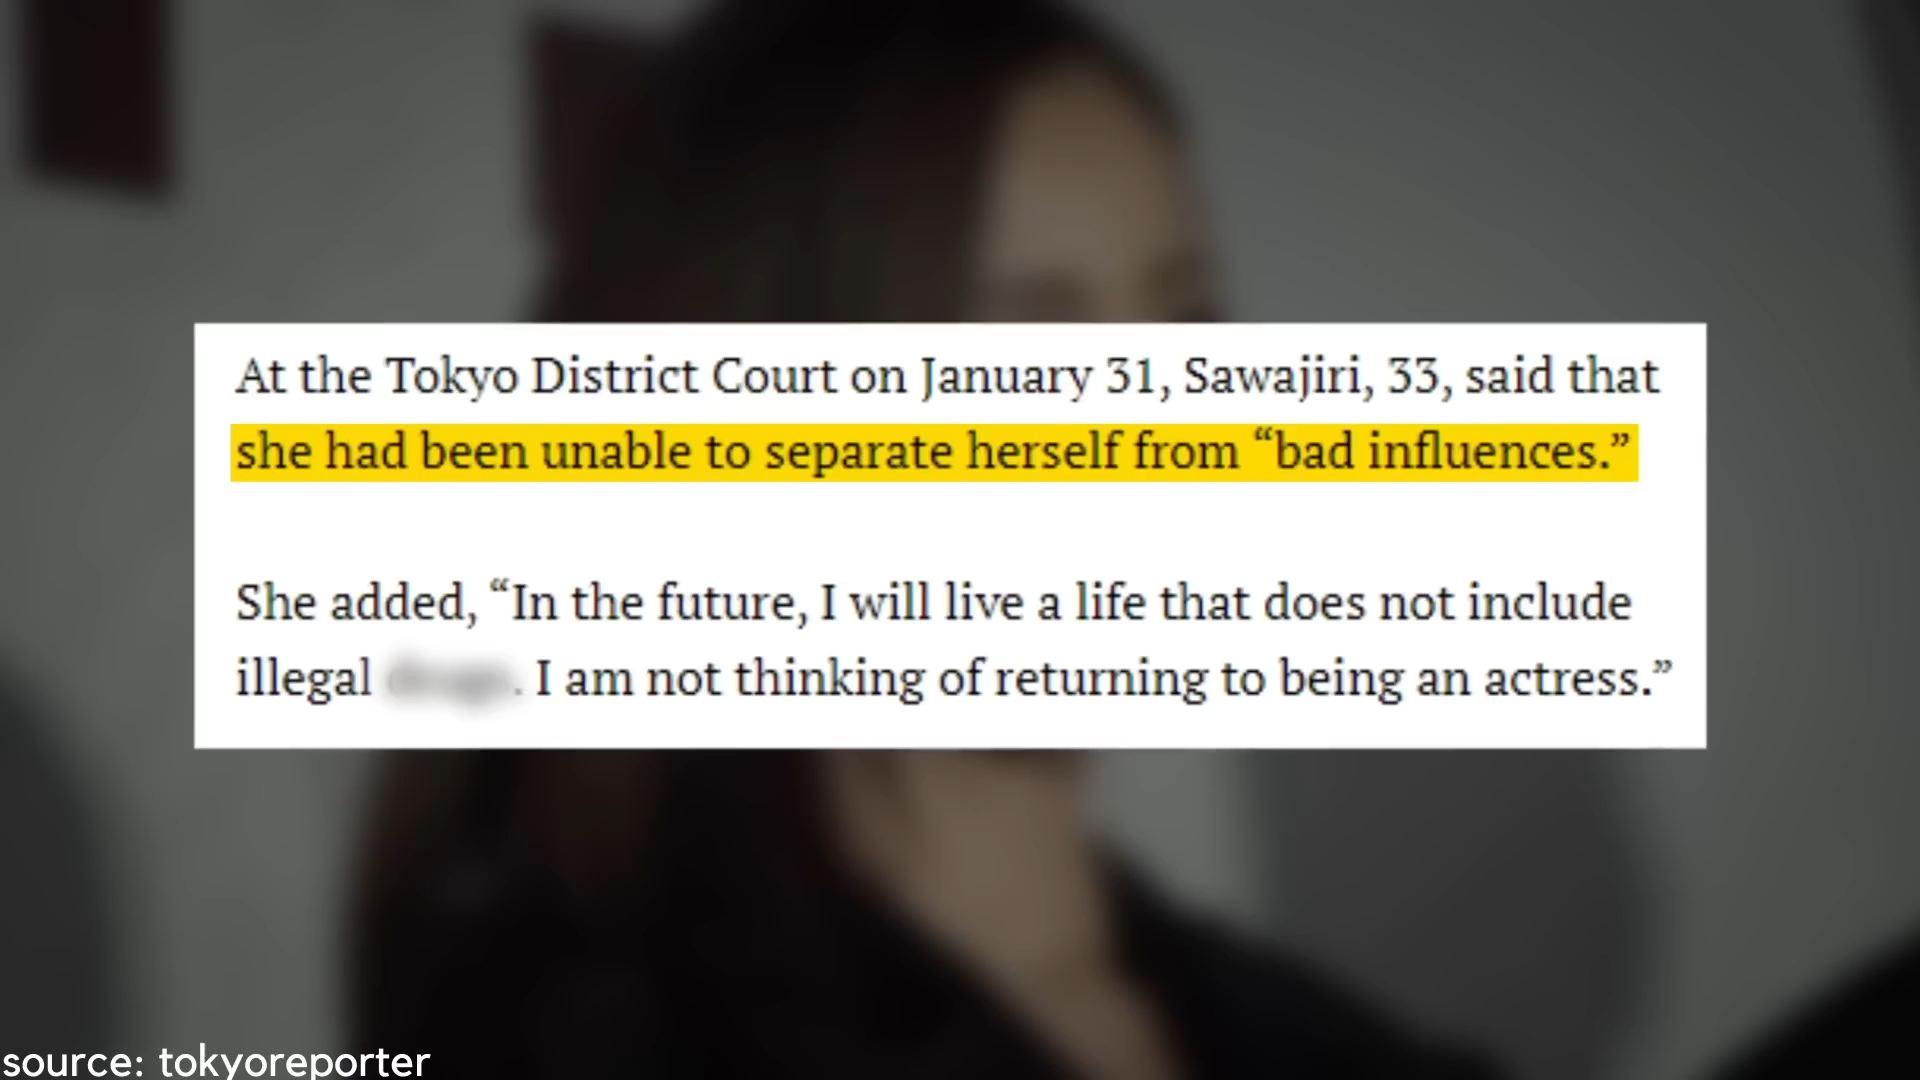 At the Tokyo District Court on January 31, Sawajiri, 33, said that
she had been unable to separate herself from “bad influences.”
She added, “In the future, I will live a life that does not include
illegal . I am not thinking of returning to being an actress.”
source: tokyoreporter